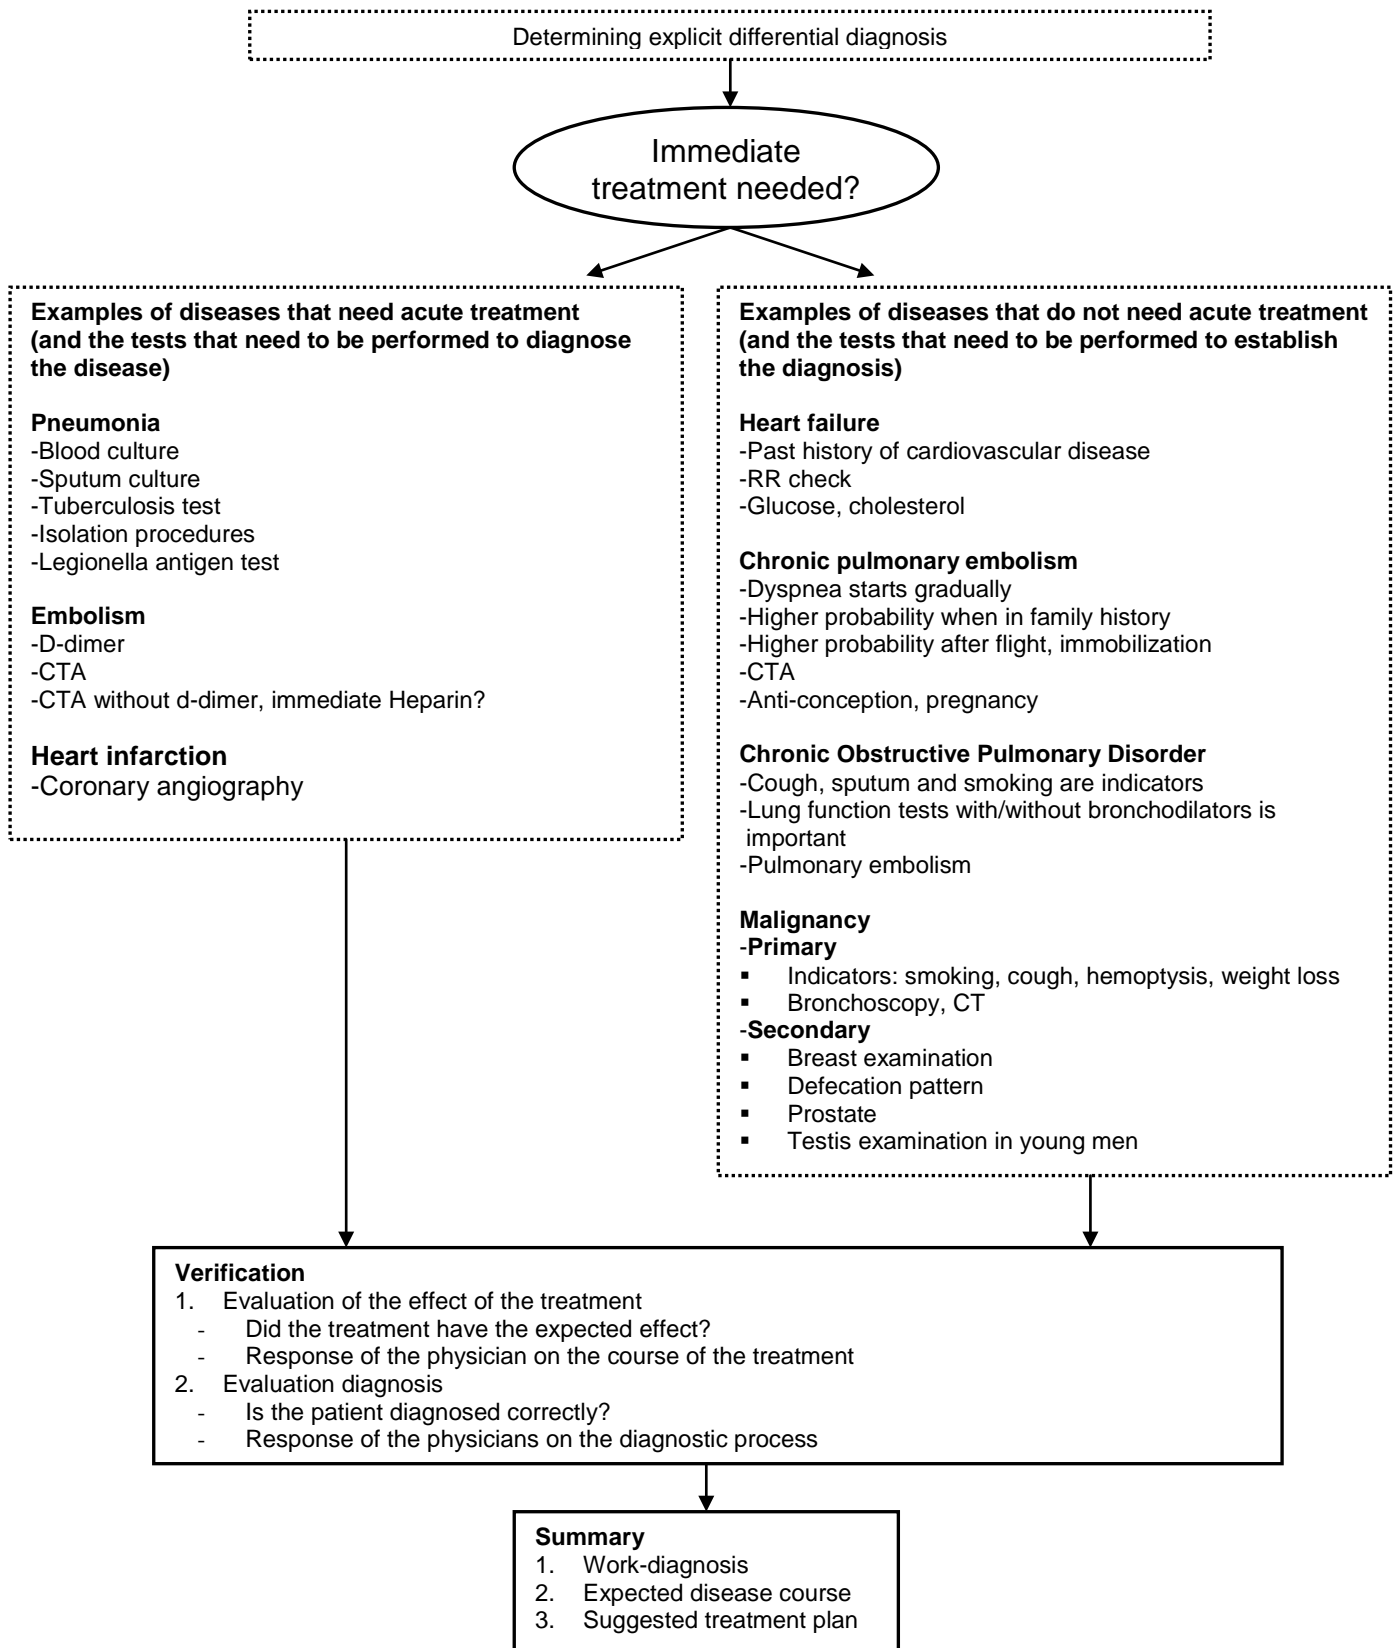 Determining explicit differential diagnosis
Immediate
treatment needed?
Examples of diseases that need acute treatment
(and the tests that need to be performed to diagnose
the disease)
Pneumonia
-Blood culture
-Sputum culture
-Tuberculosis test
-Isolation procedures
-Legionella antigen test
Embolism
-D-dimer
-CTA
-CTA without d-dimer, immediate Heparin?
Heart infarction
-Coronary angiography
Examples of diseases that do not need acute treatment
(and the tests that need to be performed to establish
the diagnosis)
Heart failure
-Past history of cardiovascular disease
-RR check
-Glucose, cholesterol
Chronic pulmonary embolism
-Dyspnea starts gradually
-Higher probability when in family history
-Higher probability after flight, immobilization
-CTA
-Anti-conception, pregnancy
Chronic Obstructive Pulmonary Disorder
-Cough, sputum and smoking are indicators
-Lung function tests with/without bronchodilators is
important
-Pulmonary embolism
Malignancy
-Primary
▪ Indicators: smoking, cough, hemoptysis, weight loss
▪ Bronchoscopy, CT
-Secondary
▪ Breast examination
▪ Defecation pattern
▪ Prostate
▪ Testis examination in young men
Verification
1. Evaluation of the effect of the treatment
- Did the treatment have the expected effect?
- Response of the physician on the course of the treatment
2. Evaluation diagnosis
- Is the patient diagnosed correctly?
- Response of the physicians on the diagnostic process
Summary
1. Work-diagnosis
2. Expected disease course
3. Suggested treatment plan